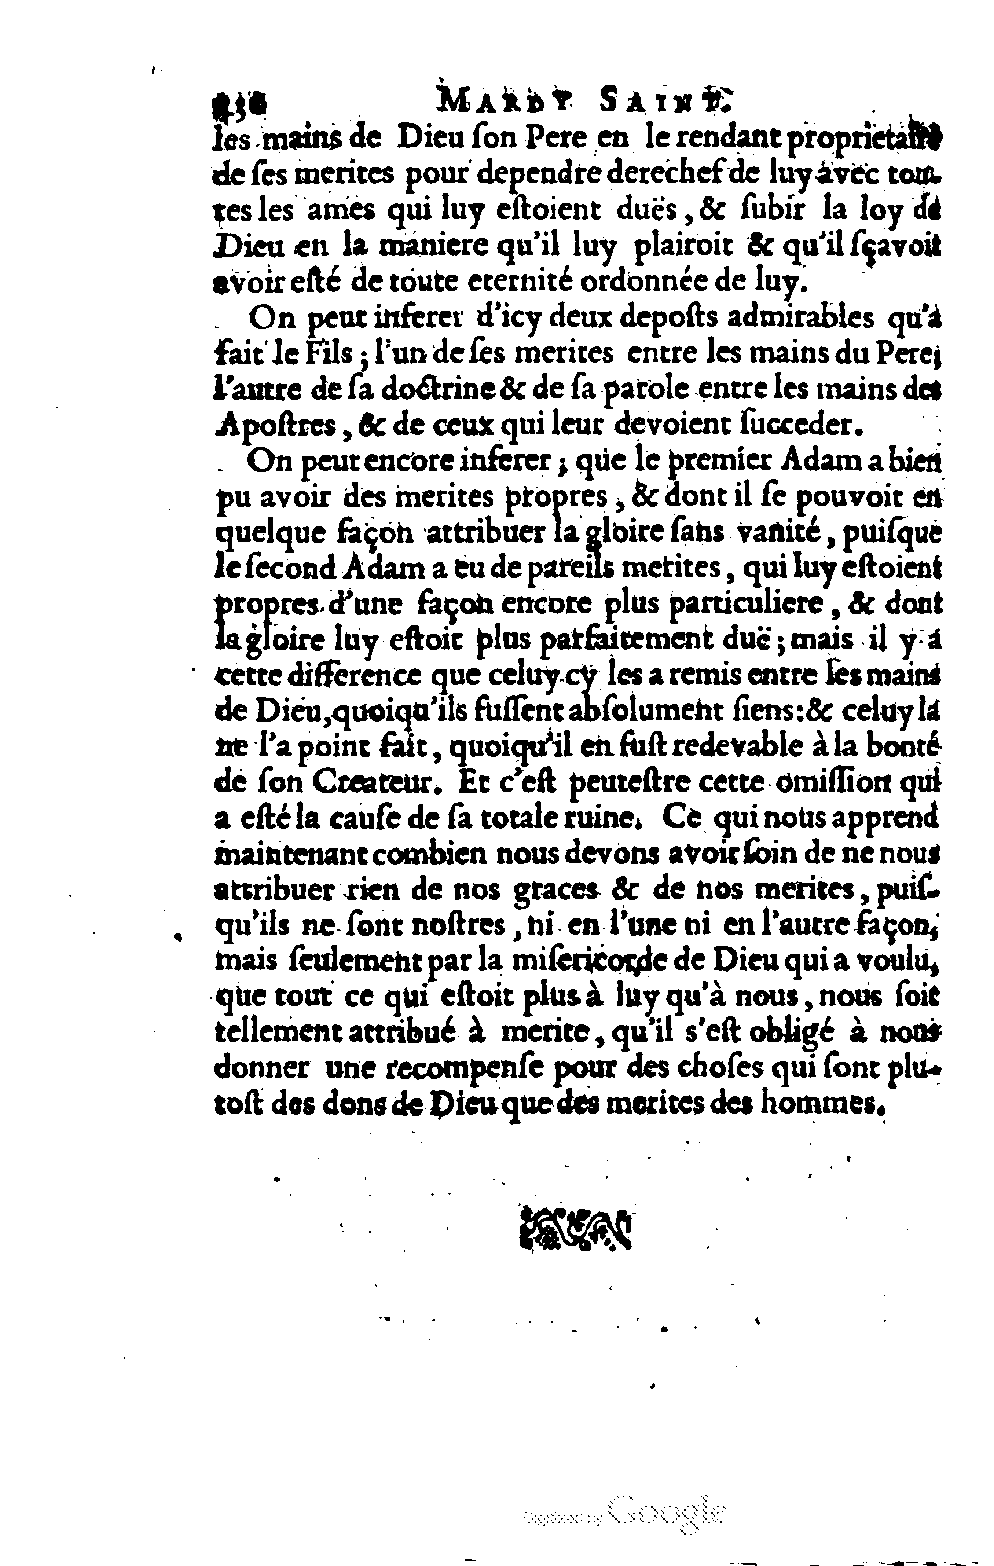 MARDY SAINT.
les mains de Dieu ſon Pere en le rendant proprietaire
de ſes merites pour dependre derechef de luy avec tou-
tes les ames qui luy eſtoient duës, & ſubir la loy de
Dieu en la maniere qu'il luy plairoit & qu'il ſçavoit
avoir eſté de toute eternité ordonnée de luy.
On peut inferer d'icy deux depoſts admirables qu'a
fait le Fils; l'un de ſes merites entre les mains du Pere;
l'autre de ſa doctrine & de ſa parole entre les mains des
Apoſtres, & de ceux qui leur devoient ſucceder.
On peut encore inferer; que le premier Adam a bien
pu avoir des merites propres, & dont il ſe pouvoit en
quelque façon attribuer la gloire ſans vanité, puiſque
le ſecond Adam a eu de pareils merites, qui luy eſtoient
propres d'une façon encore plus particuliere, & dont
la gloire luy eſtoit plus parfaitement duë; mais il y a
cette difference que celuy-cy les a remis entre les mains
de Dieu, quoiqu'ils fuſſent abſolument ſiens: & celuy là
ne l'a point fait, quoiqu'il en fuſt redevable à la bonté
de ſon Createur. Et c'eſt peuteſtre cette omiſſion qui
a eſté la cauſe de ſa totale ruine. Ce qui nous apprend
maintenant combien nous devons avoir ſoin de ne nous
attribuer rien de nos graces & de nos merites, puiſ-
qu'ils ne ſont noſtres, ni en l'une ni en l'autre façon,
mais ſeulement par la miſericorde de Dieu qui a voulu,
que tout ce qui eſtoit plus à luy qu'à nous, nous ſoit
tellement attribué à merite, qu'il s'eſt obligé à nous
donner une recompenſe pour des choſes qui ſont plu-
toſt des dons de Dieu que des merites des hommes.
Digitized by Google